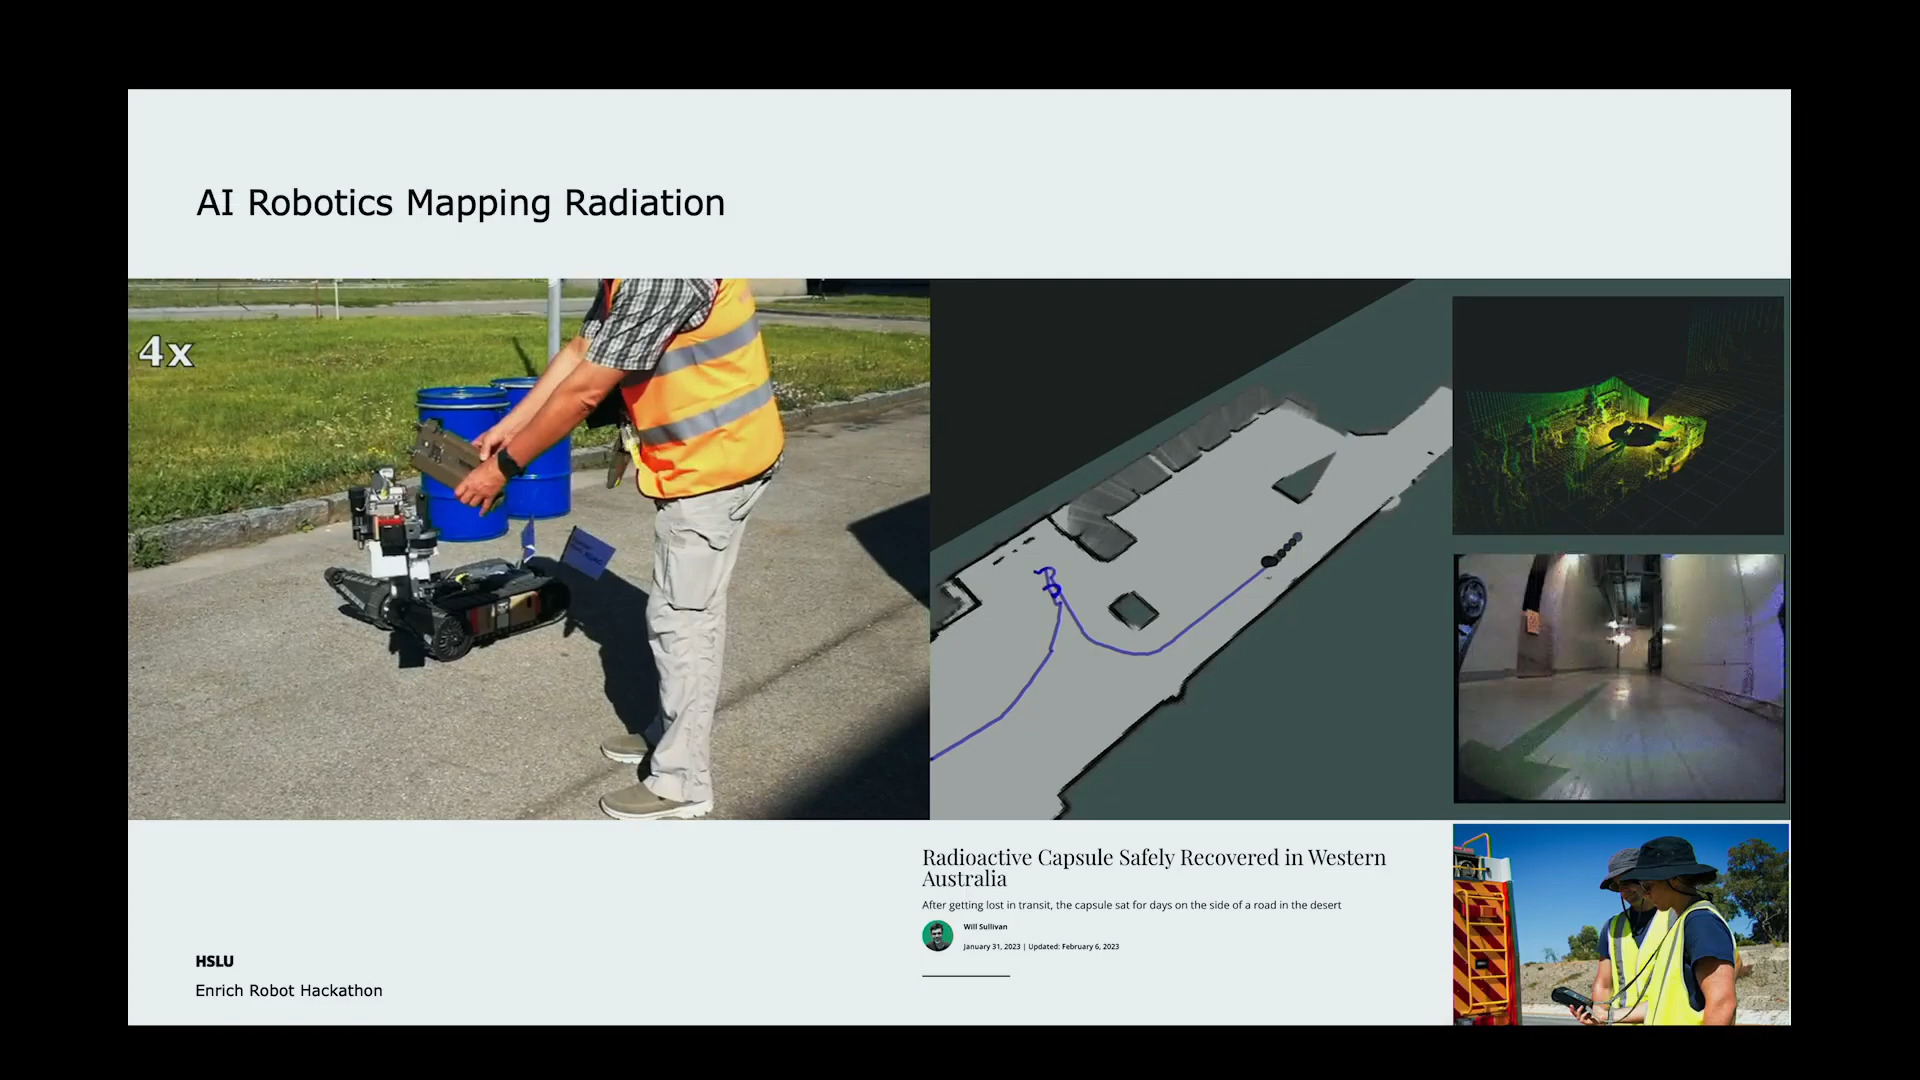 AI Robotics Mapping Radiation
4x
Radioactive Capsule Safely Recovered in Western
Australia
After getting lost in transit, the capsule sat for days on the side of a road in the desert
Will Sullivan
January 31, 2023 | Updated: February 6, 2023
HSLU
Enrich Robot Hackathon